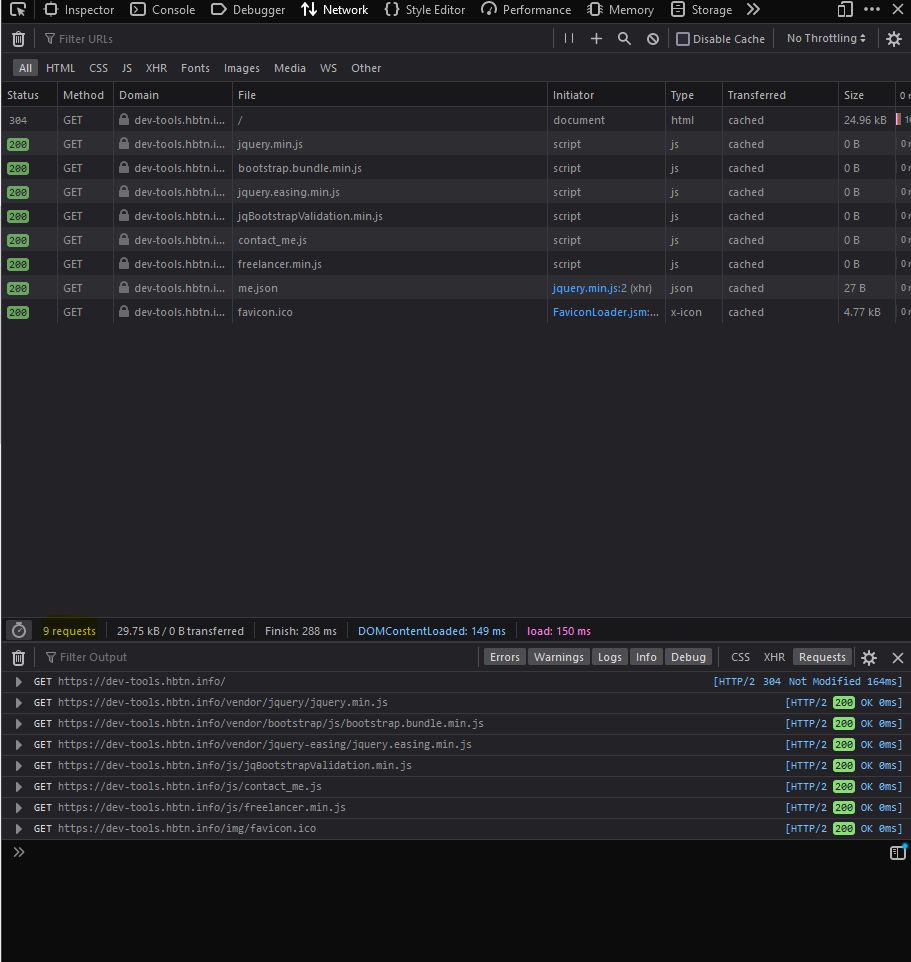 Inspector Console Debugger Network Style Editor Performance Memory Storage
Filter URLs Disable Cache No Throttling
All HTML CSS JS XHR Fonts Images Media WS Other
Status Method Domain File Initiator Type Transferred Size 0
304 GET dev-tools.hbtn.i... / document html cached 24.96 kB
200 GET dev-tools.hbtn.i... jquery.min.js script js cached 0 B
200 GET dev-tools.hbtn.i... bootstrap.bundle.min.js script js cached 0 B
200 GET dev-tools.hbtn.i... jquery.easing.min.js script js cached 0 B
200 GET dev-tools.hbtn.i... jqBootstrapValidation.min.js script js cached 0 B
200 GET dev-tools.hbtn.i... contact_me.js script js cached 0 B
200 GET dev-tools.hbtn.i... freelancer.min.js script js cached 0 B
200 GET dev-tools.hbtn.i... me.json jquery.min.js:2 (xhr) json cached 27 B
200 GET dev-tools.hbtn.i... favicon.ico FaviconLoader.jsm:... x-icon cached 4.77 kB
9 requests 29.75 kB / 0 B transferred Finish: 288 ms DOMContentLoaded: 149 ms load: 150 ms
Filter Output Errors Warnings Logs Info Debug CSS XHR Requests
GET https://dev-tools.hbtn.info/ [HTTP/2 304 Not Modified 164ms]
GET https://dev-tools.hbtn.info/vendor/jquery/jquery.min.js [HTTP/2 200 OK 0ms]
GET https://dev-tools.hbtn.info/vendor/bootstrap/js/bootstrap.bundle.min.js [HTTP/2 200 OK 0ms]
GET https://dev-tools.hbtn.info/vendor/jquery-easing/jquery.easing.min.js [HTTP/2 200 OK 0ms]
GET https://dev-tools.hbtn.info/js/jqBootstrapValidation.min.js [HTTP/2 200 OK 0ms]
GET https://dev-tools.hbtn.info/js/contact_me.js [HTTP/2 200 OK 0ms]
GET https://dev-tools.hbtn.info/js/freelancer.min.js [HTTP/2 200 OK 0ms]
GET https://dev-tools.hbtn.info/img/favicon.ico [HTTP/2 200 OK 0ms]